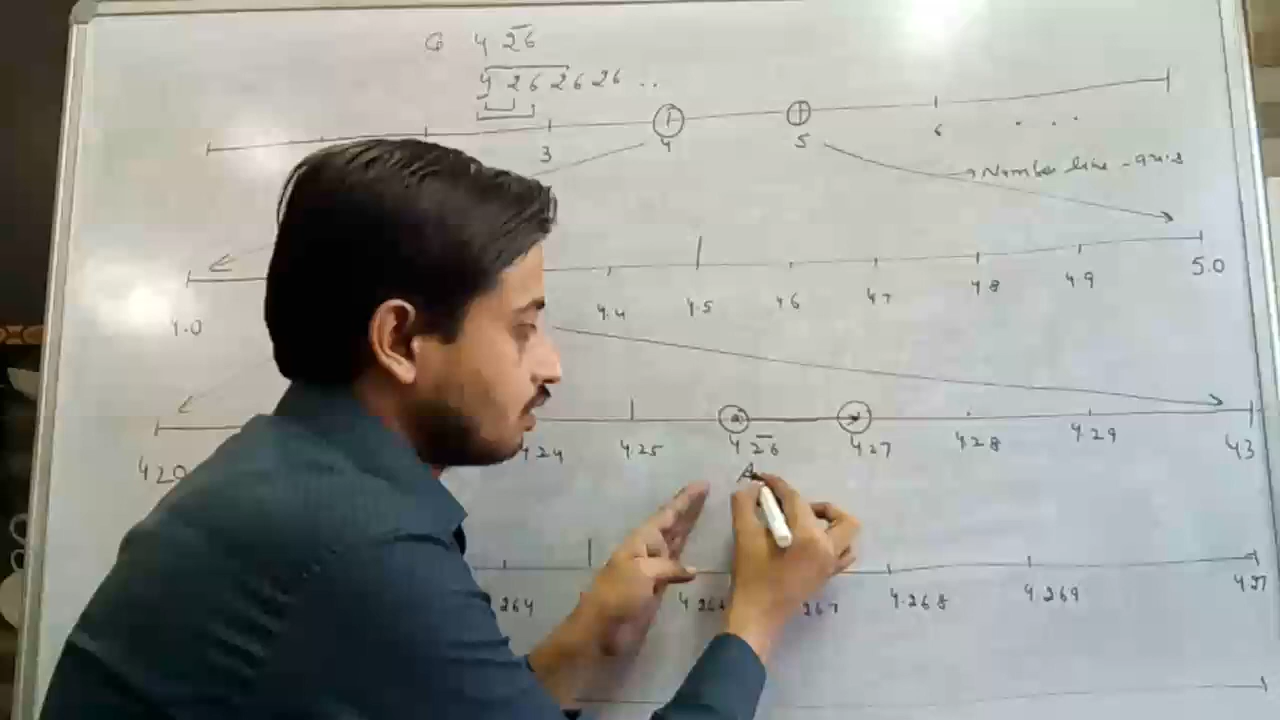 Q 4.2̅6̅
4.262626...
3 4 5 6 ....
→ Number line-axis
4.0 4.4 4.5 4.6 4.7 4.8 4.9 5.0
4.20 4.24 4.25 4.2̅6̅ 4.27 4.28 4.29 4.3
A
264 267 4.268 4.269 4.27